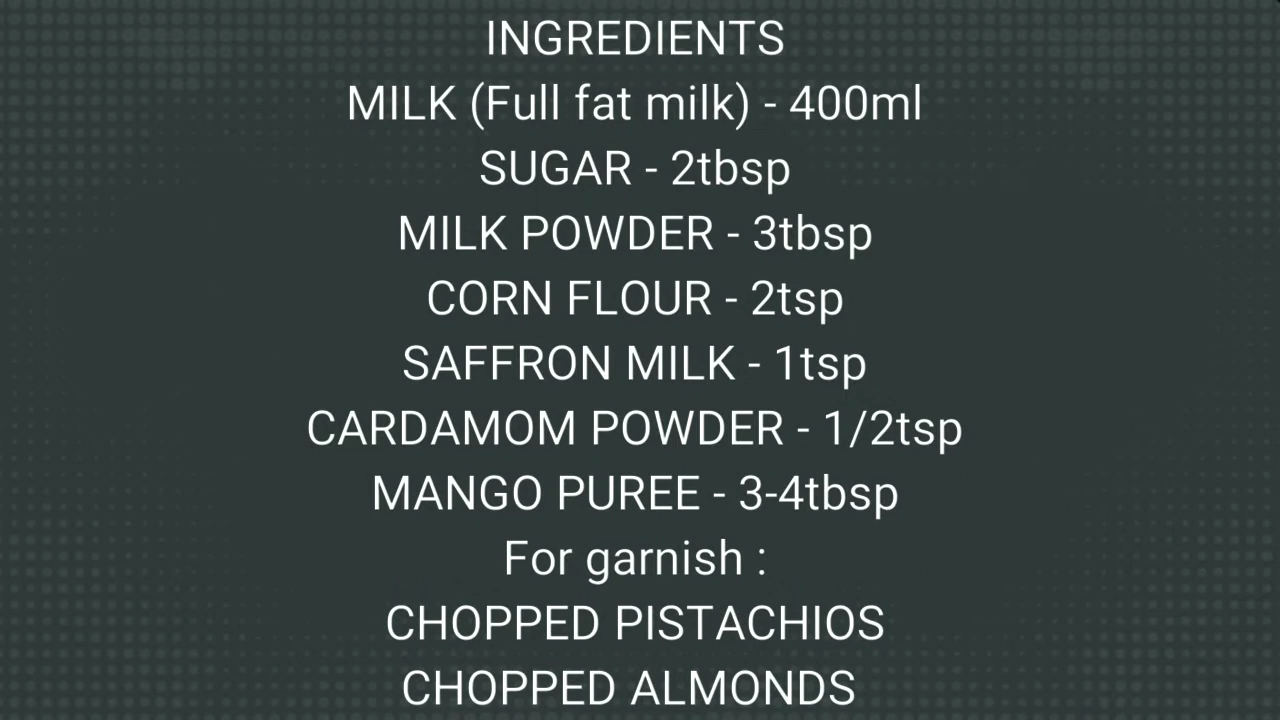 INGREDIENTS
MILK (Full fat milk) - 400ml
SUGAR - 2tbsp
MILK POWDER - 3tbsp
CORN FLOUR - 2tsp
SAFFRON MILK - 1tsp
CARDAMOM POWDER - 1/2tsp
MANGO PUREE - 3-4tbsp
For garnish :
CHOPPED PISTACHIOS
CHOPPED ALMONDS